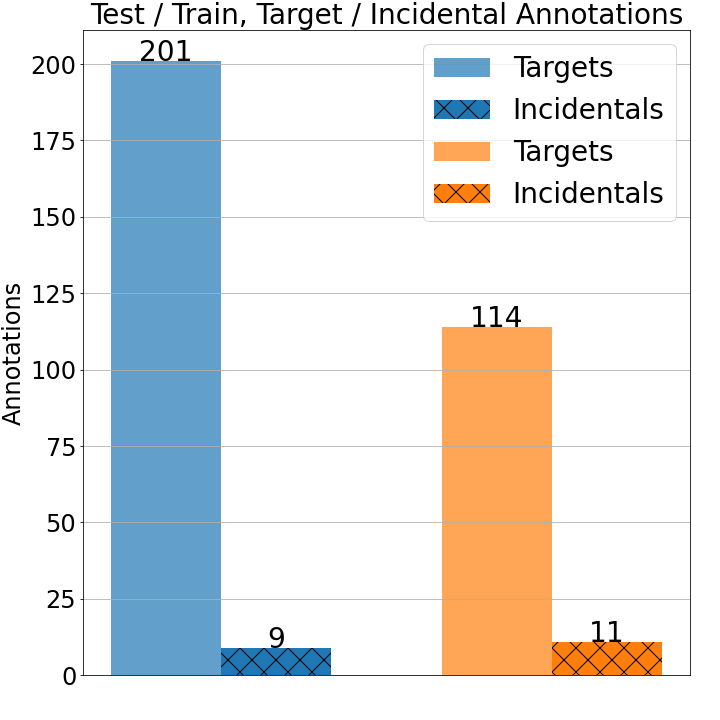 Test / Train, Target / Incidental Annotations
Annotations
200
175
150
125
100
75
50
25
0
201
9
114
11
Targets
Incidentals
Targets
Incidentals